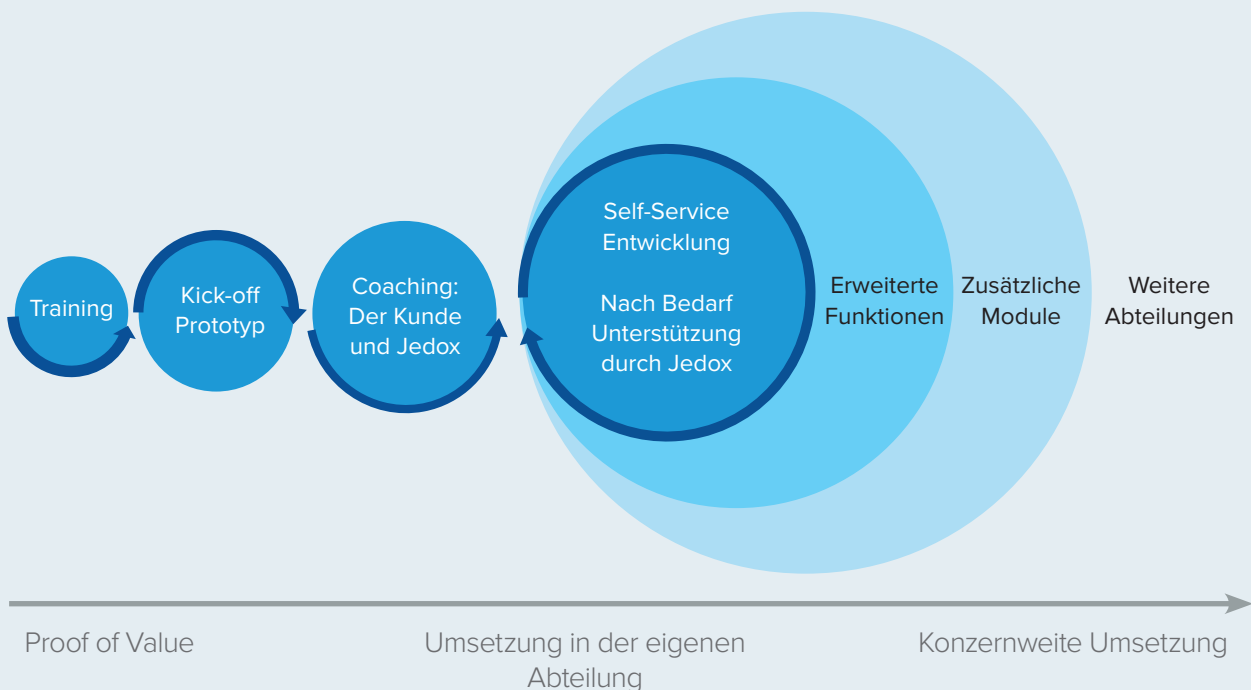 Training
Kick-off
Prototyp
Coaching:
Der Kunde
und Jedox
Self-Service
Entwicklung
Nach Bedarf
Unterstützung
durch Jedox
Erweiterte
Funktionen
Zusätzliche
Module
Weitere
Abteilungen
Proof of Value
Umsetzung in der eigenen
Abteilung
Konzernweite Umsetzung